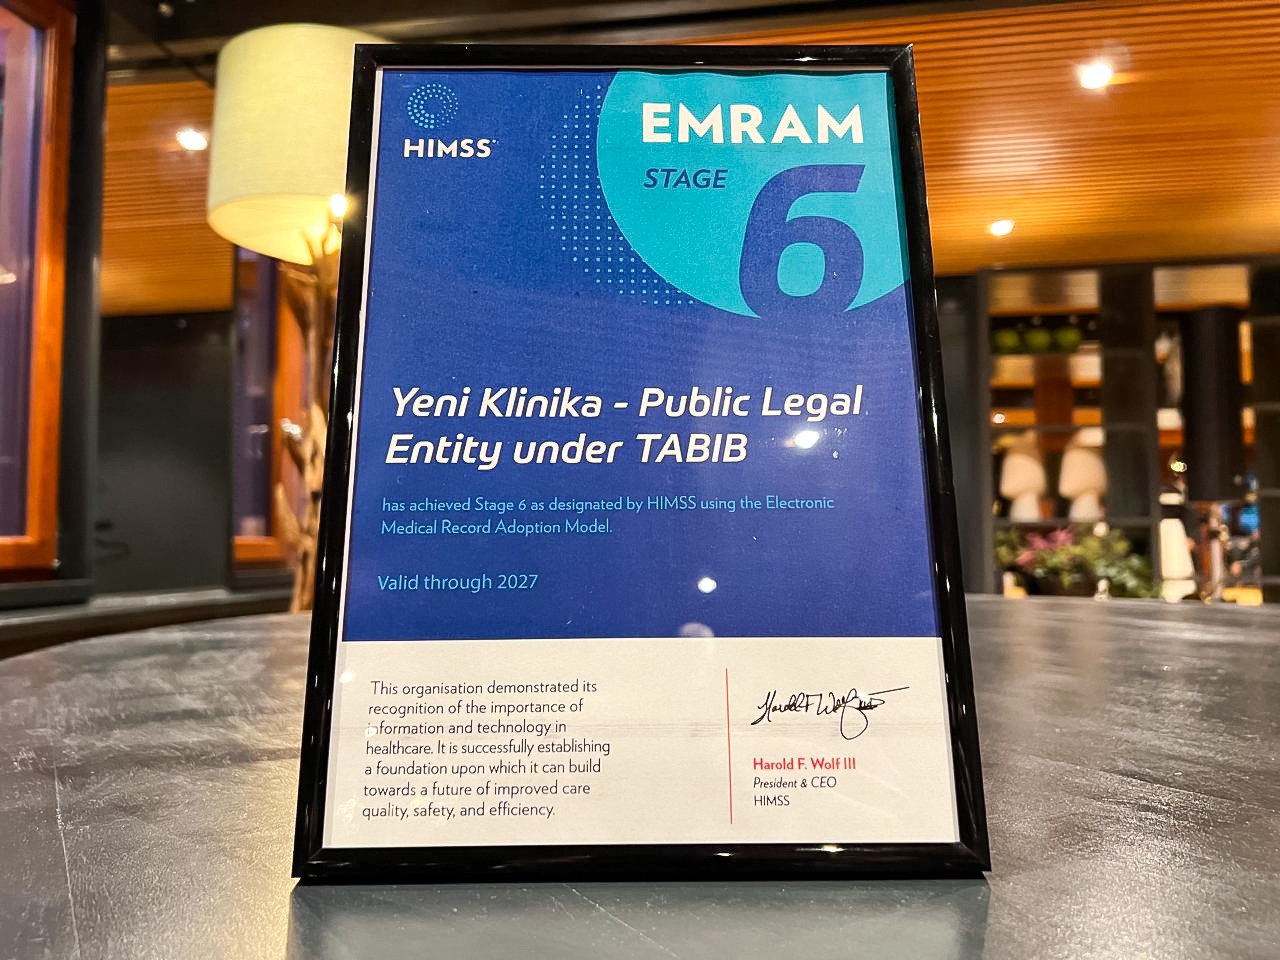 HIMSS
EMRAM
STAGE
6
Yeni Klinika - Public Legal
Entity under TABIB
has achieved Stage 6 as designated by HIMSS using the Electronic
Medical Record Adoption Model.
Valid through 2027
This organisation demonstrated its
recognition of the importance of
information and technology in
healthcare. It is successfully establishing
a foundation upon which it can build
towards a future of improved care
quality, safety, and efficiency.
Harold F. Wolf III
Harold F. Wolf III
President & CEO
HIMSS